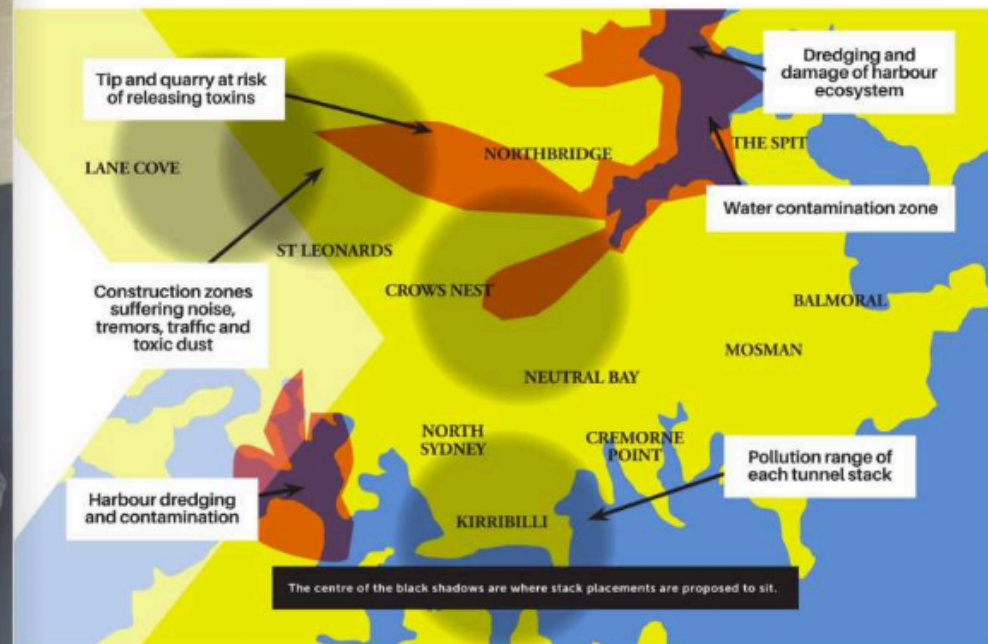 Tip and quarry at risk
of releasing toxins
Dredging and
damage of harbour
ecosystem
LANE COVE
NORTHBRIDGE
THE SPIT
Water contamination zone
ST LEONARDS
Construction zones
suffering noise,
tremors, traffic and
toxic dust
CROWS NEST
BALMORAL
MOSMAN
NEUTRAL BAY
NORTH
SYDNEY
CREMORNE
POINT
Pollution range of
each tunnel stack
Harbour dredging
and contamination
KIRRIBILLI
The centre of the black shadows are where stack placements are proposed to sit.